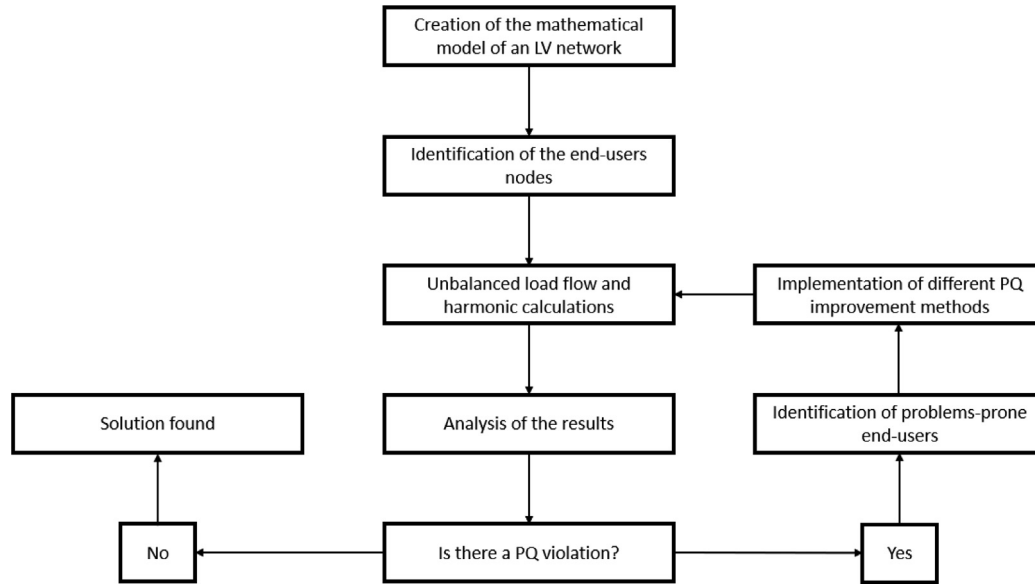 Creation of the mathematical
model of an LV network
Identification of the end-users
nodes
Unbalanced load flow and
harmonic calculations
Implementation of different PQ
improvement methods
Solution found
Analysis of the results
Identification of problems-prone
end-users
No
Is there a PQ violation?
Yes